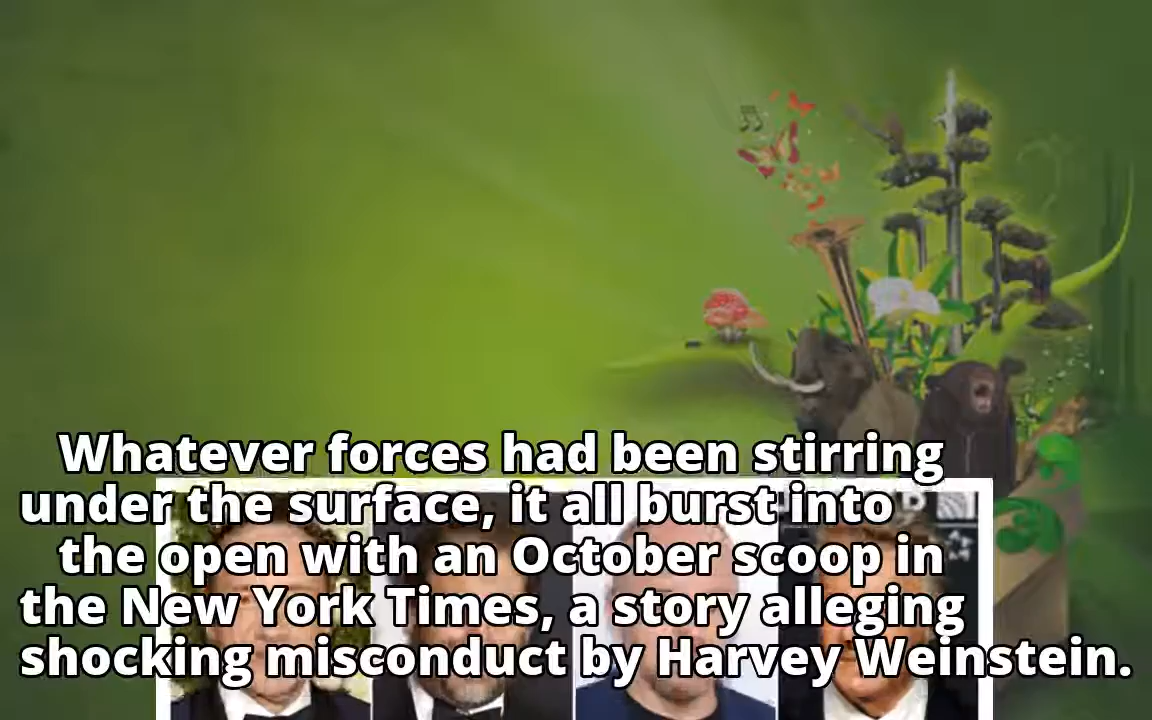 Whatever forces had been stirring
under the surface, it all burst into
the open with an October scoop in
the New York Times, a story alleging
shocking misconduct by Harvey Weinstein.